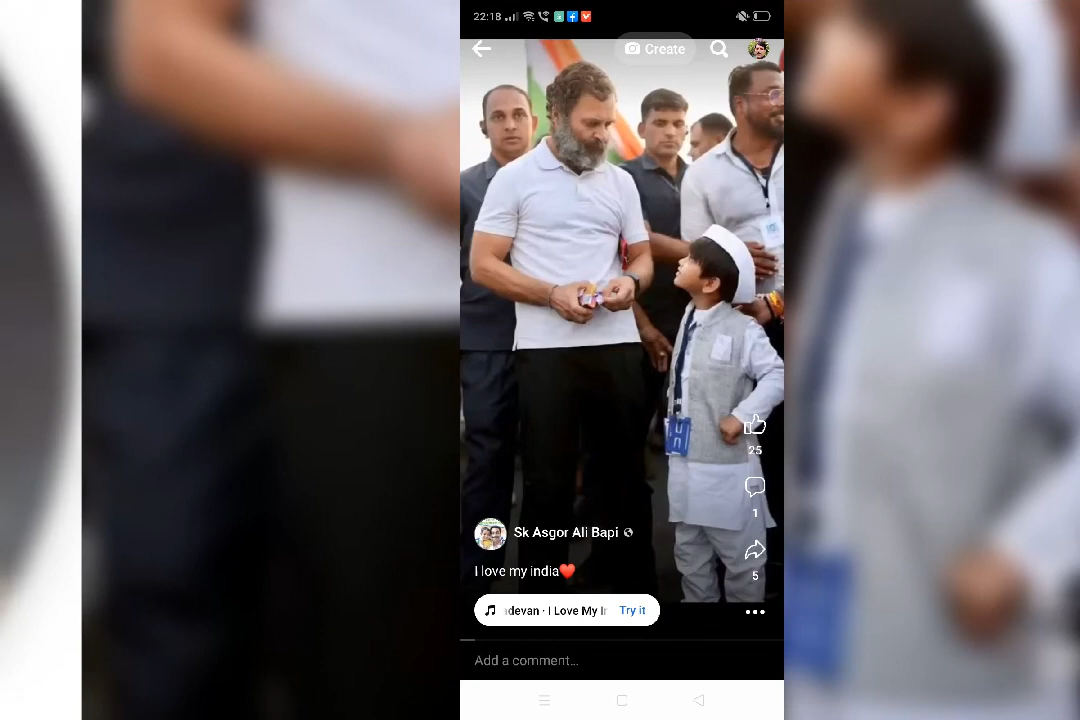 22:18
Create
25
1
Sk Asgor Ali Bapi
I love my india❤️
5
devan · I Love My Ir
Try it
Add a comment...